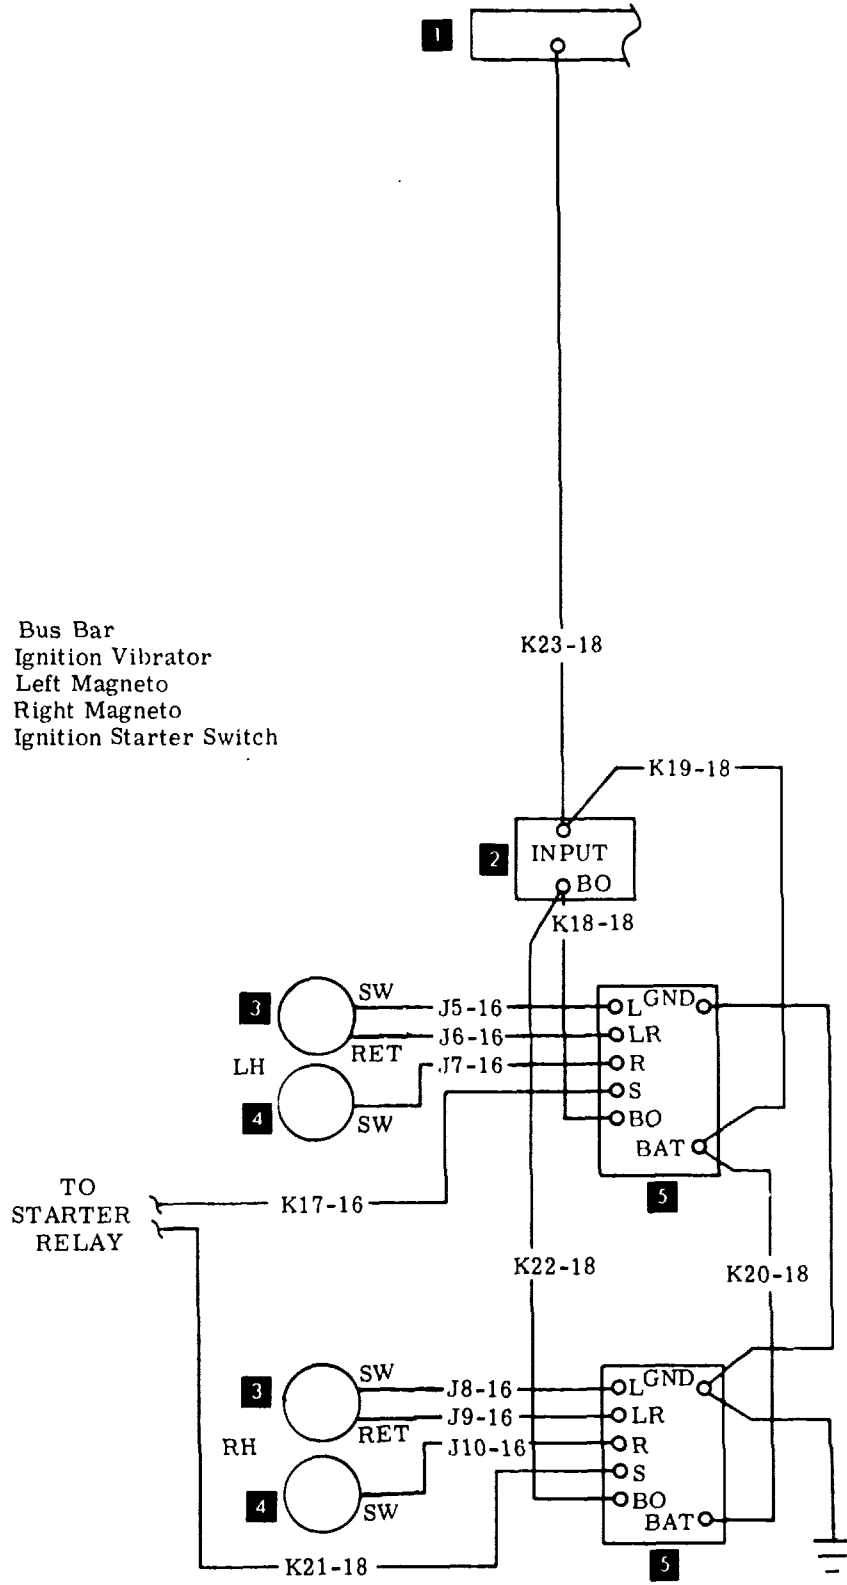 1
K23-18
Bus Bar
Ignition Vibrator
Left Magneto
Right Magneto
Ignition Starter Switch
K19-18
2
INPUT
BO
K18-18
3
SW
J5-16
L
GND
J6-16
LR
RET
LH
J7-16
R
S
4
SW
BO
BAT
5
TO
STARTER
RELAY
K17-16
K22-18
K20-18
3
SW
J8-16
L
GND
J9-16
LR
RET
RH
J10-16
R
S
4
SW
BO
BAT
K21-18
5